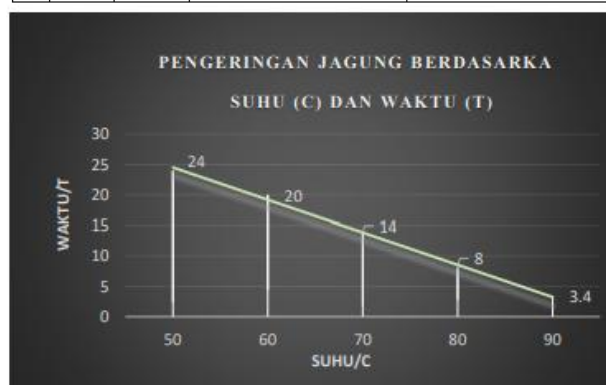 PENGERINGAN JAGUNG BERDASARKA
SUHU (C) DAN WAKTU (T)
30
25
20
15
10
5
0
WAKTU/T
24
20
14
8
3.4
50 60 70 80 90
SUHU/C